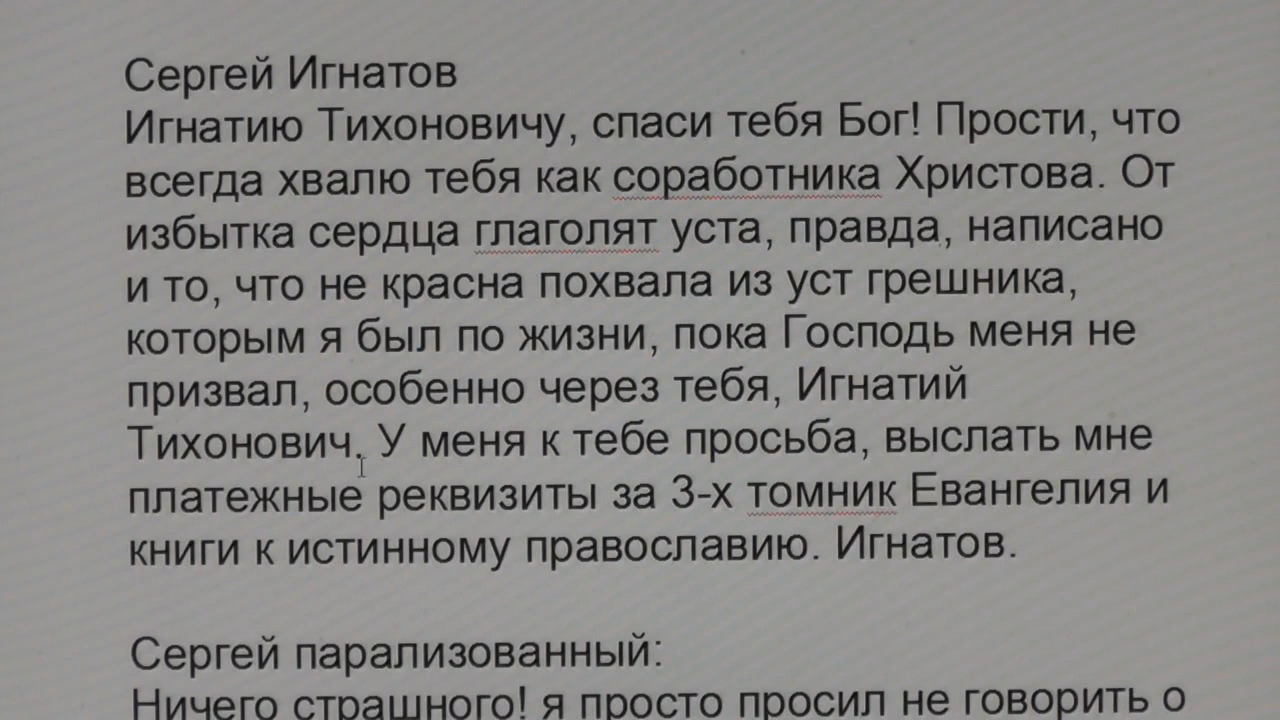 Сергей Игнатов
Игнатию Тихоновичу, спаси тебя Бог! Прости, что
всегда хвалю тебя как соработника Христова. От
избытка сердца глаголят уста, правда, написано
и то, что не красна похвала из уст грешника,
которым я был по жизни, пока Господь меня не
призвал, особенно через тебя, Игнатий
Тихонович. У меня к тебе просьба, выслать мне
платежные реквизиты за 3-х томник Евангелия и
книги к истинному православию. Игнатов.
Сергей парализованный:
Ничего страшного! я просто просил не говорить о